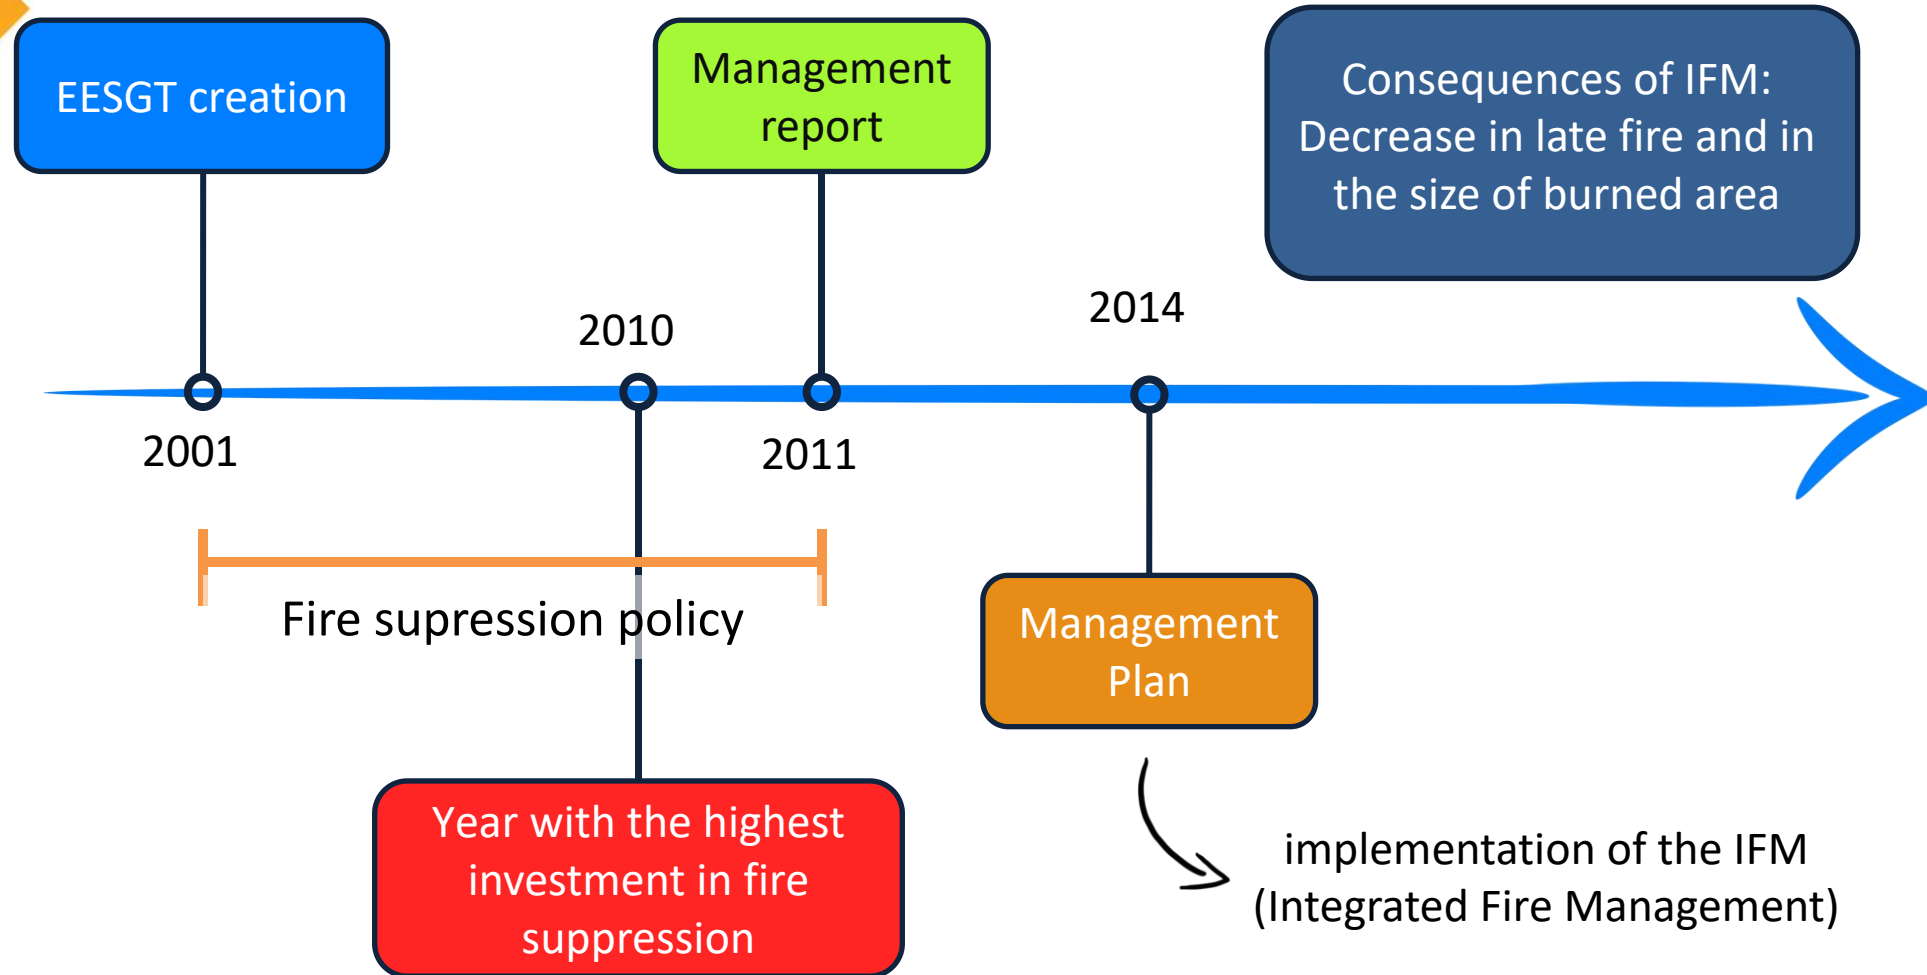 EESGT creation
Management
report
Consequences of IFM:
Decrease in late fire and in
the size of burned area
2010
2014
2001
2011
Fire supression policy
Management
Plan
Year with the highest
investment in fire
suppression
implementation of the IFM
(Integrated Fire Management)